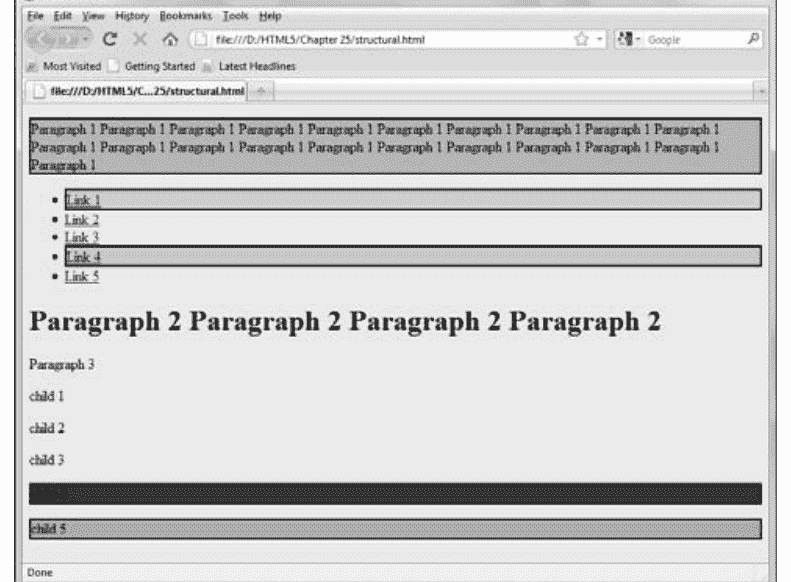 File Edit View History Bookmarks Tools Help
file:///D:/HTML5/Chapter 25/structural.html
Google
Most Visited Getting Started Latest Headlines
file:///D:/HTML5/C...25/structural.html
Paragraph 1 Paragraph 1 Paragraph 1 Paragraph 1 Paragraph 1 Paragraph 1 Paragraph 1 Paragraph 1 Paragraph 1 Paragraph 1
Paragraph 1 Paragraph 1 Paragraph 1 Paragraph 1 Paragraph 1 Paragraph 1 Paragraph 1 Paragraph 1 Paragraph 1 Paragraph 1
Paragraph 1
Link 1
Link 2
Link 3
Link 4
Link 5
Paragraph 2 Paragraph 2 Paragraph 2 Paragraph 2
Paragraph 3
child 1
child 2
child 3
child 5
Done